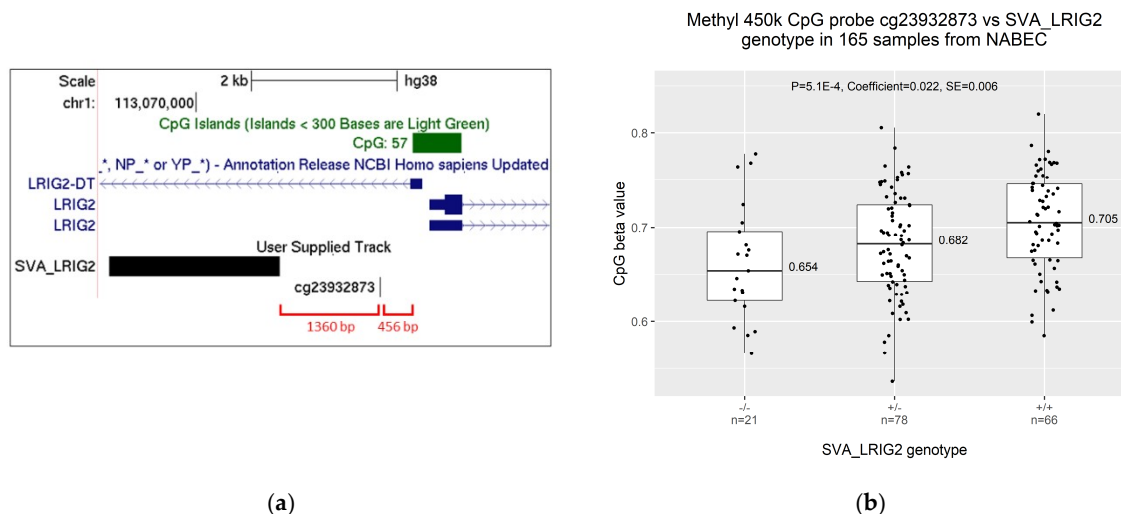 Scale
2 kb
hg38
chr1:
113,070,000
CpG Islands (Islands < 300 Bases are Light Green)
CpG: 57
_*, NP_* or YP_*) - Annotation Release NCBI Homo sapiens Updated
LRIG2-DT
LRIG2
LRIG2
User Supplied Track
SVA_LRIG2
cg23932873
1360 bp
456 bp
(a)
Methyl 450k CpG probe cg23932873 vs SVA_LRIG2
genotype in 165 samples from NABEC
P=5.1E-4, Coefficient=0.022, SE=0.006
CpG beta value
0.8
0.7
0.6
0.654
0.682
0.705
-/-
n=21
+/-
n=78
+/+
n=66
SVA_LRIG2 genotype
(b)